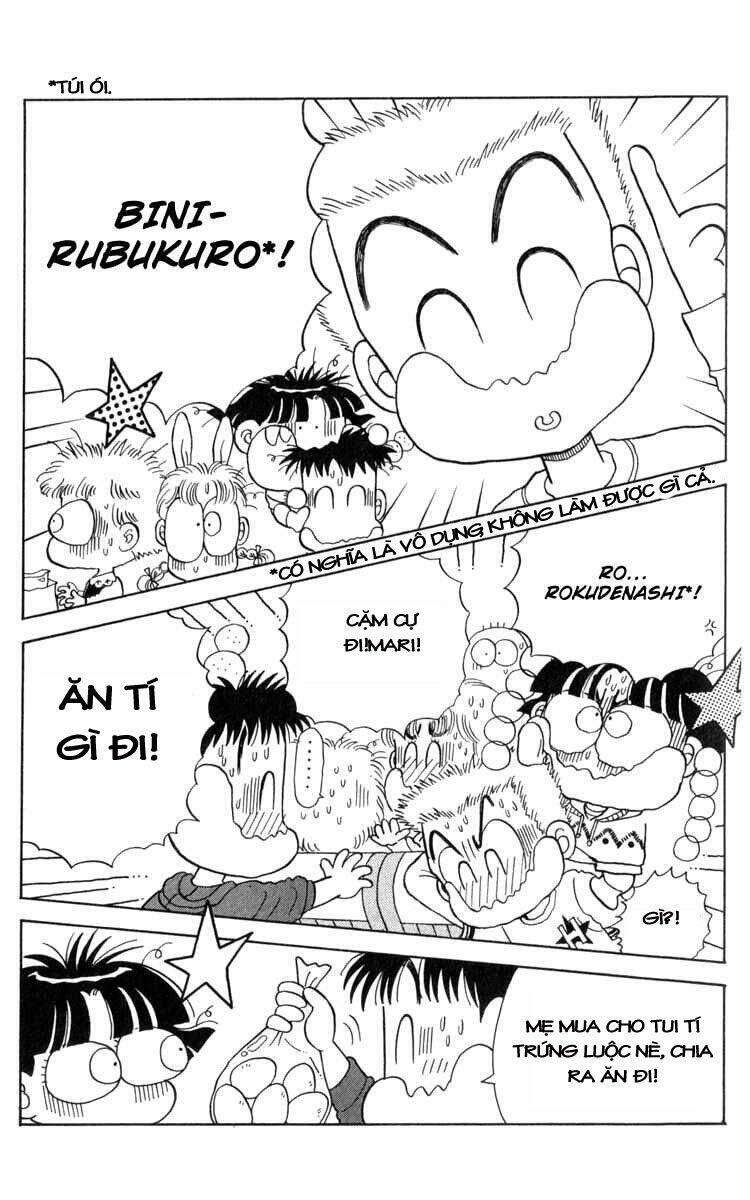 *TÚI ÓI.
BINI-
RUBUKURO*!
*CÓ NGHĨA LÀ VÔ DỤNG, KHÔNG LÀM ĐƯỢC GÌ CẢ.
RO...
ROKUDENASHI*!
CẶM CỰ
ĐI!MARI!
ĂN TÍ
GÌ ĐI!
GÌ?!
MẸ MUA CHO TUI TÍ
TRỨNG LUỘC NÈ, CHIA
RA ĂN ĐI!